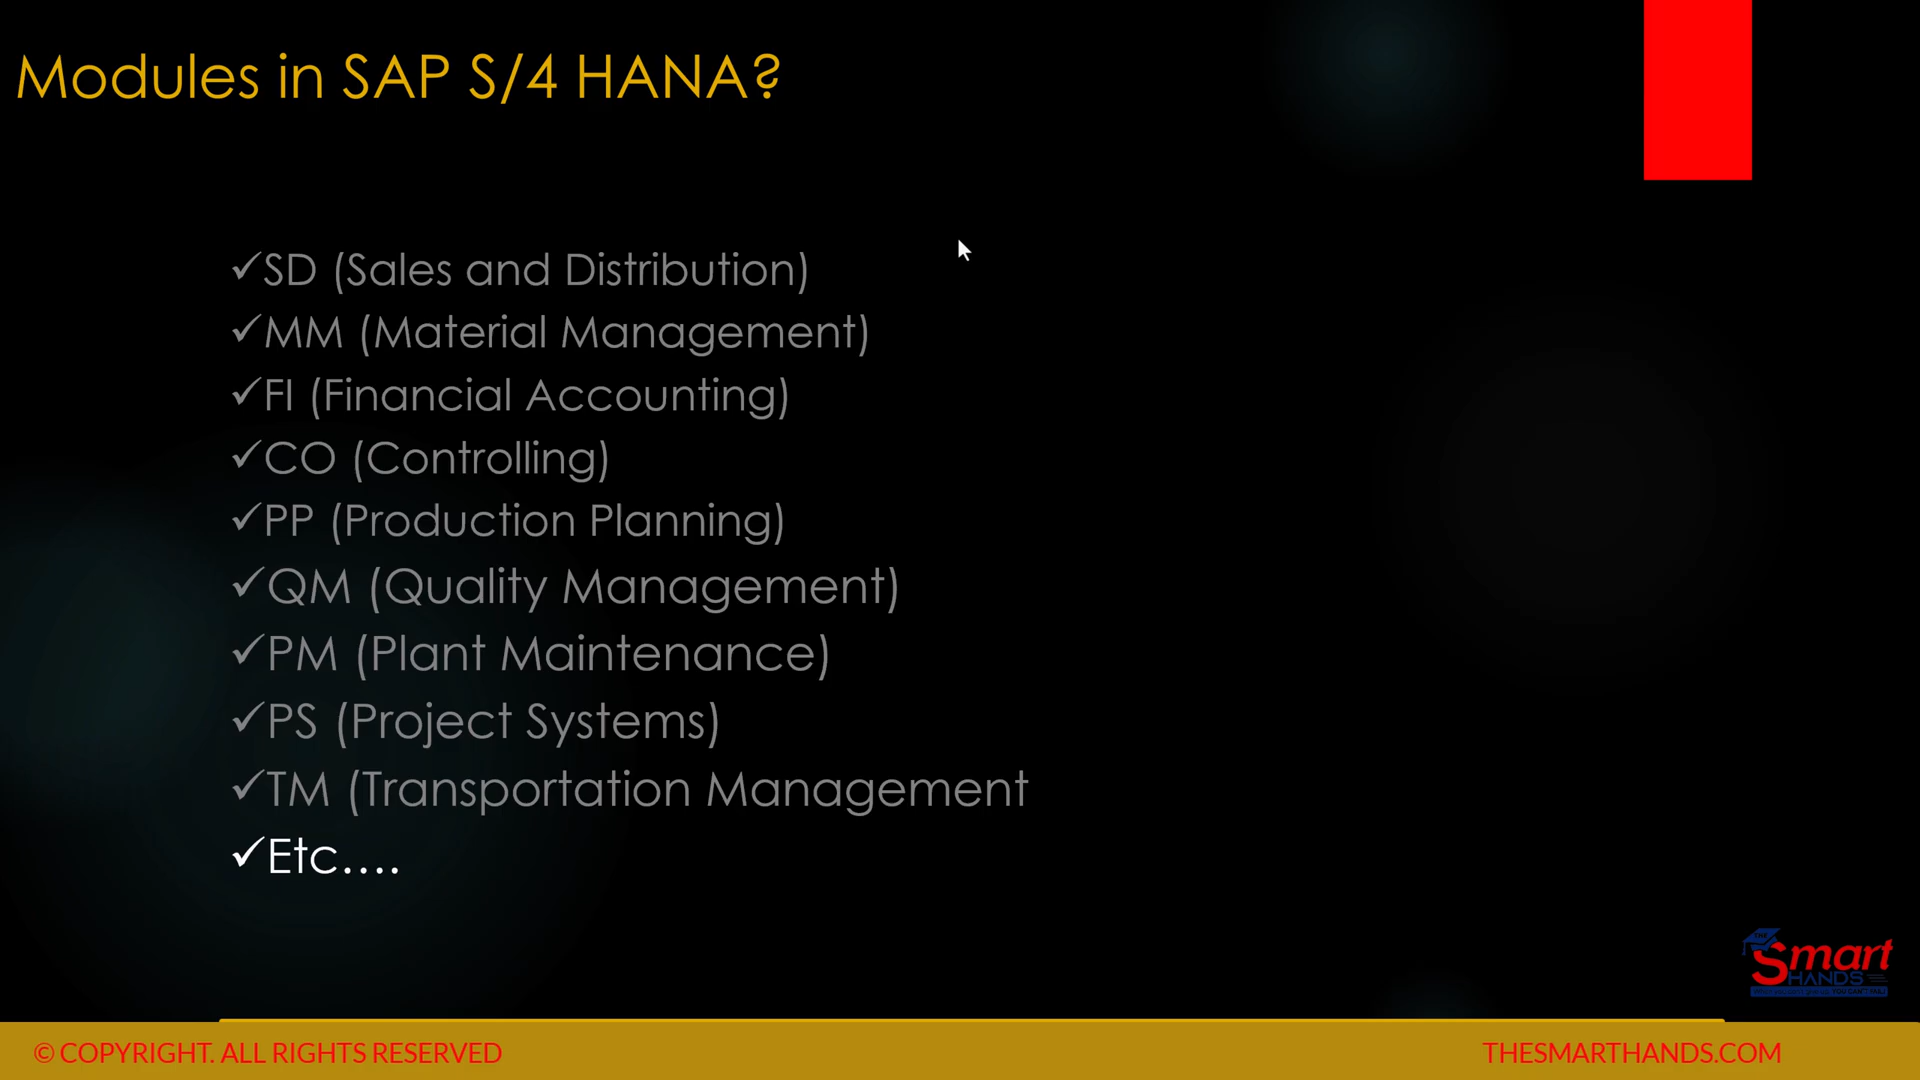 Modules in SAP S/4 HANA?
✓SD (Sales and Distribution)
✓MM (Material Management)
✓FI (Financial Accounting)
✓CO (Controlling)
✓PP (Production Planning)
✓QM (Quality Management)
✓PM (Plant Maintenance)
✓PS (Project Systems)
✓TM (Transportation Management
✓Etc....
THE
Smart
HANDS
© COPYRIGHT. ALL RIGHTS RESERVED
THESMARTHANDS.COM